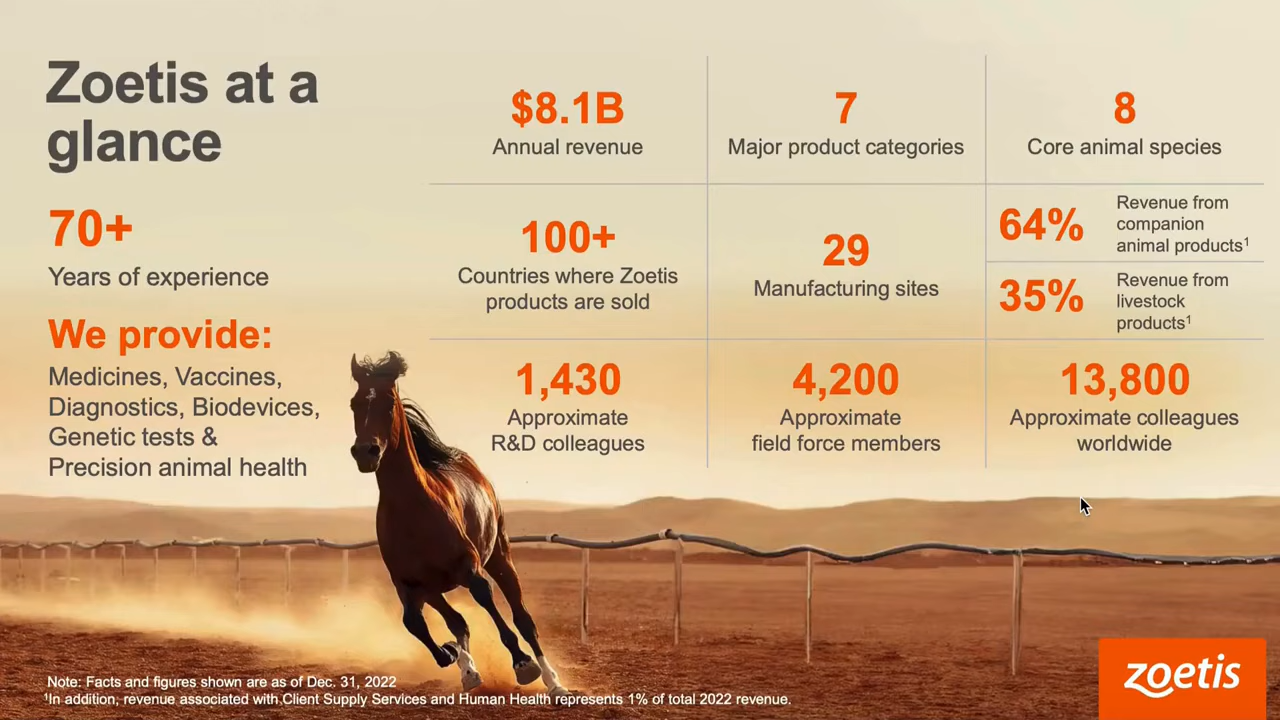 Zoetis at a
glance
70+
Years of experience
We provide:
Medicines, Vaccines,
Diagnostics, Biodevices,
Genetic tests &
Precision animal health
$8.1B
Annual revenue
7
Major product categories
8
Core animal species
100+
Countries where Zoetis
products are sold
29
Manufacturing sites
64%
Revenue from
companion
animal products¹
35%
Revenue from
livestock
products¹
1,430
Approximate
R&D colleagues
4,200
Approximate
field force members
13,800
Approximate colleagues
worldwide
Note: Facts and figures shown are as of Dec. 31, 2022
¹In addition, revenue associated with Client Supply Services and Human Health represents 1% of total 2022 revenue.
zoetis